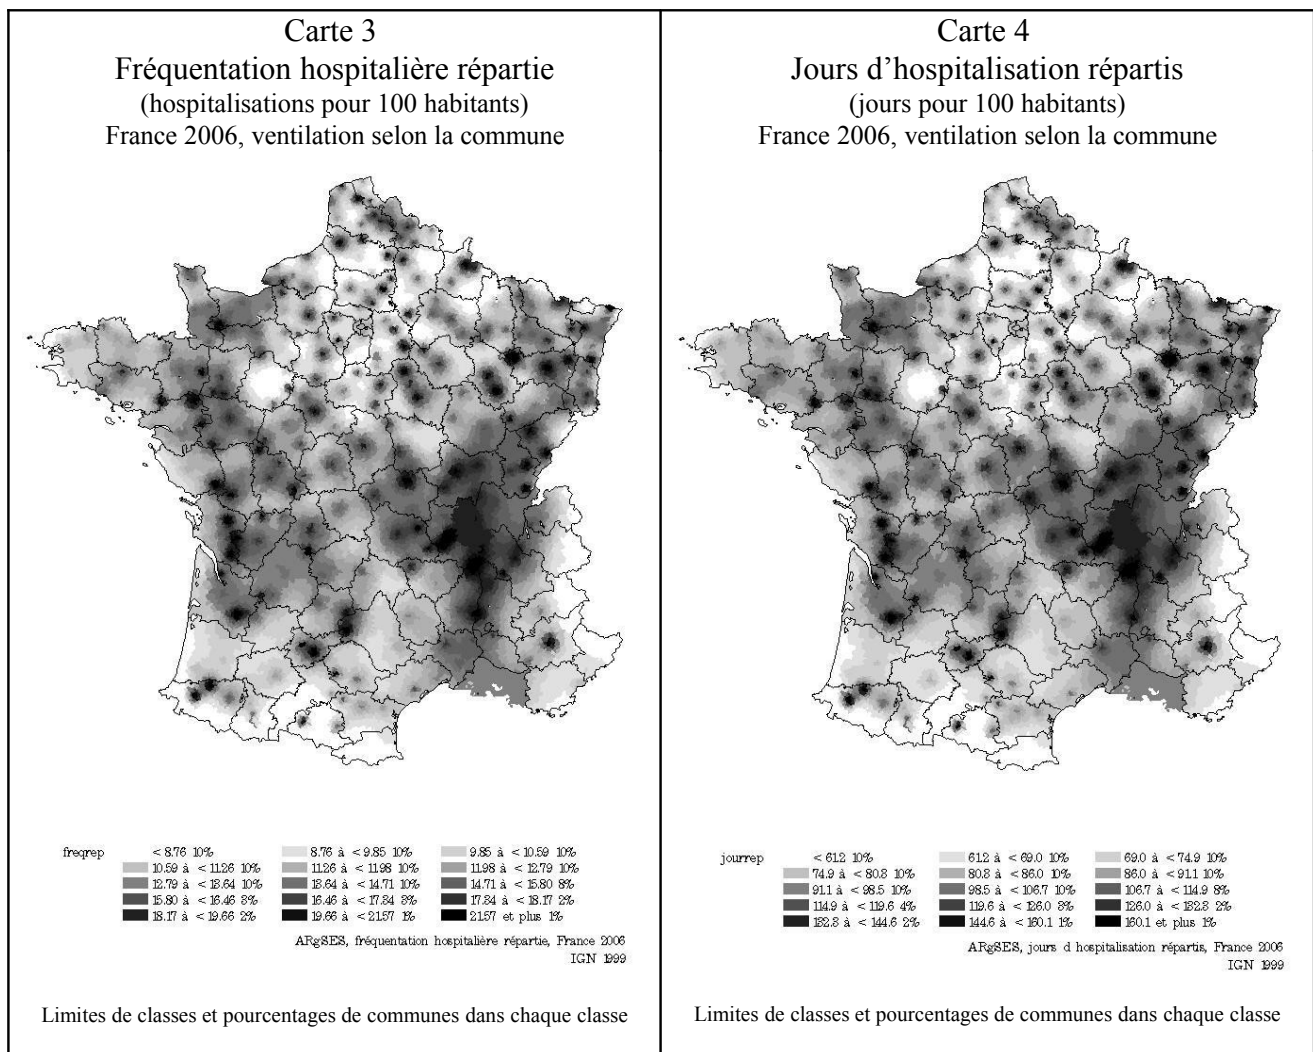 Carte 3
Fréquentation hospitalière répartie
(hospitalisations pour 100 habitants)
France 2006, ventilation selon la commune
freqrep
< 8.76 10%
8.76 à < 9.85 10%
9.85 à < 10.59 10%
10.59 à < 11.26 10%
11.26 à < 11.98 10%
11.98 à < 12.79 10%
12.79 à < 13.64 10%
13.64 à < 14.71 10%
14.71 à < 15.80 8%
15.80 à < 16.46 3%
16.46 à < 17.34 3%
17.34 à < 18.17 2%
18.17 à < 19.66 2%
19.66 à < 21.57 1%
21.57 et plus 1%
ARgSES, fréquentation hospitalière répartie, France 2006
IGN 1999
Limites de classes et pourcentages de communes dans chaque classe
Carte 4
Jours d’hospitalisation répartis
(jours pour 100 habitants)
France 2006, ventilation selon la commune
jourrep
< 61.2 10%
61.2 à < 69.0 10%
69.0 à < 74.9 10%
74.9 à < 80.3 10%
80.3 à < 86.0 10%
86.0 à < 91.1 10%
91.1 à < 98.5 10%
98.5 à < 106.7 10%
106.7 à < 114.9 8%
114.9 à < 119.6 4%
119.6 à < 126.0 3%
126.0 à < 132.3 2%
132.3 à < 144.6 2%
144.6 à < 160.1 1%
160.1 et plus 1%
ARgSES, jours d hospitalisation répartis, France 2006
IGN 1999
Limites de classes et pourcentages de communes dans chaque classe